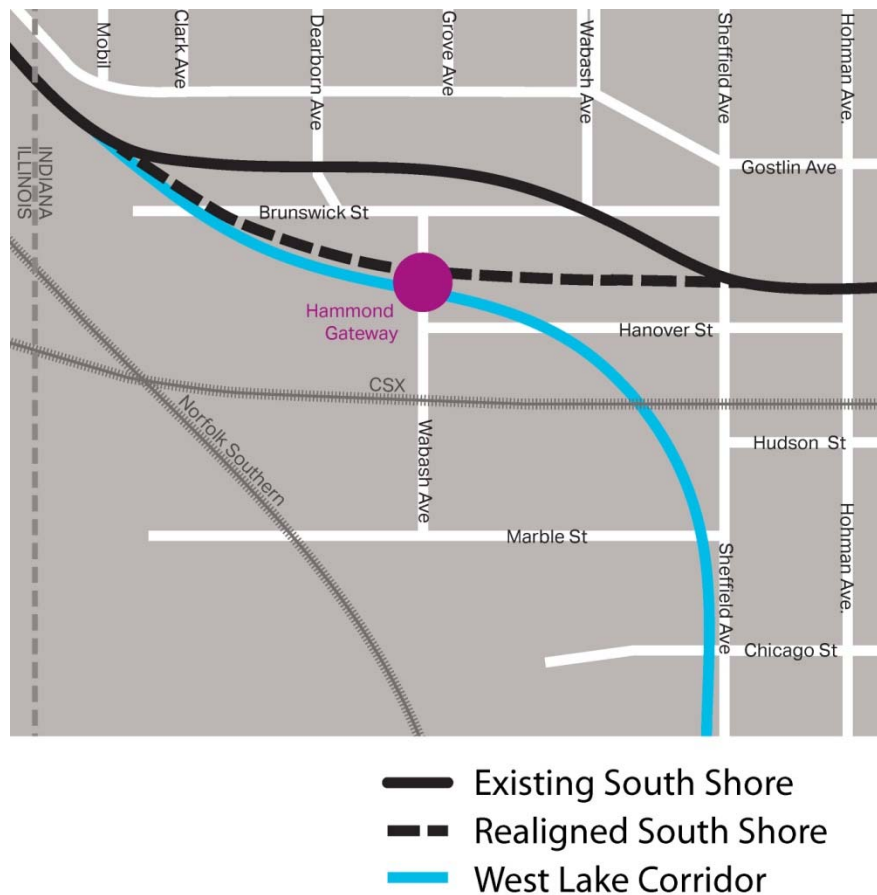 Mobil
Clark Ave
Dearborn Ave
Grove Ave
Wabash Ave
Sheffield Ave
Hohman Ave.
Gostlin Ave
INDIANA
ILLINOIS
Brunswick St
Hammond
Gateway
Hanover St
CSX
Norfolk Southern
Wabash Ave
Hudson St
Marble St
Hohman Ave.
Sheffield Ave
Chicago St
Existing South Shore
Realigned South Shore
West Lake Corridor